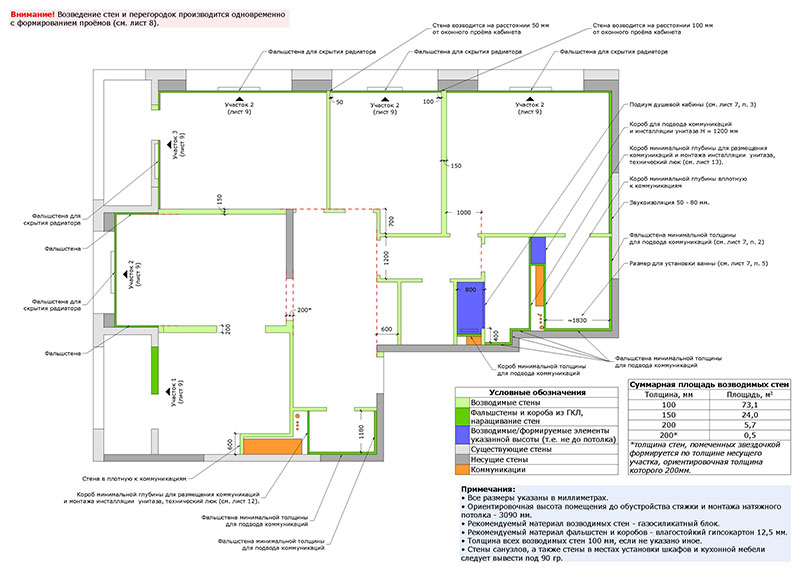 Внимание! Возведение стен и перегородок производится одновременно
с формированием проёмов (см. лист 8).
Стена возводится на расстоянии 50 мм
от оконного проёма кабинета
Стена возводится на расстоянии 100 мм
от оконного проёма кабинета
Фальшстена для скрытия радиатора
Фальшстена для скрытия радиатора
Фальшстена для скрытия радиатора
Участок 2
(лист 9)
50
Участок 2
(лист 9)
100
Участок 2
(лист 9)
Участок 3
(лист 9)
150
150
700
1000
1200
Подиум душевой кабины (см. лист 7, п. 3)
Короб для подвода коммуникаций
и инсталляции унитаза Н = 1200 мм
Короб минимальной глубины для размещения
коммуникаций и монтажа инсталляции унитаза,
технический люк (см. лист 13).
Короб минимальной глубины вплотную
к коммуникациям
Звукоизоляция 50 - 80 мм.
Фальшстена минимальной толщины
для подвода коммуникаций (см. лист 7, п. 2)
Размер для установки ванны (см. лист 7, п. 5)
Фальшстена для
скрытия радиатора
Фальшстена
Участок 2
(лист 9)
Фальшстена для
скрытия радиатора
Фальшстена
200
200*
600
800
400
~1830
Фальшстена минимальной толщины
для подвода коммуникаций
Короб минимальной толщины
для подвода коммуникаций
Участок 1
(лист 9)
600
1180
Стена в плотную к коммуникациям
Короб минимальной глубины для размещения коммуникаций
и монтажа инсталляции унитаза, технический люк (см. лист 12).
Фальшстена минимальной толщины
для подвода коммуникаций
Фальшстена минимальной толщины
для подвода коммуникаций
Условные обозначения
Возводимые стены
Фальшстены и короба из ГКЛ,
наращивание стен
Возводимые/формируемые элементы
указанной высоты (т.е. не до потолка)
Существующие стены
Несущие стены
Коммуникации
Суммарная площадь возводимых стен
Толщина, мм Площадь, м²
100 73,1
150 24,0
200 5,7
200* 0,5
*толщина стен, помеченных звездочкой
формируется по толщине несущего
участка, ориентировочная толщина
которого 200мм.
Примечания:
• Все размеры указаны в миллиметрах.
• Ориентировочная высота помещения до обустройства стяжки и монтажа натяжного
потолка - 3090 мм.
• Рекомендуемый материал возводимых стен - газосиликатный блок.
• Рекомендуемый материал фальшстен и коробов - влагостойкий гипсокартон 12,5 мм.
• Толщина всех возводимых стен 100 мм, если не указано иное.
• Стены санузлов, а также стены в местах установки шкафов и кухонной мебели
следует вывести под 90 гр.